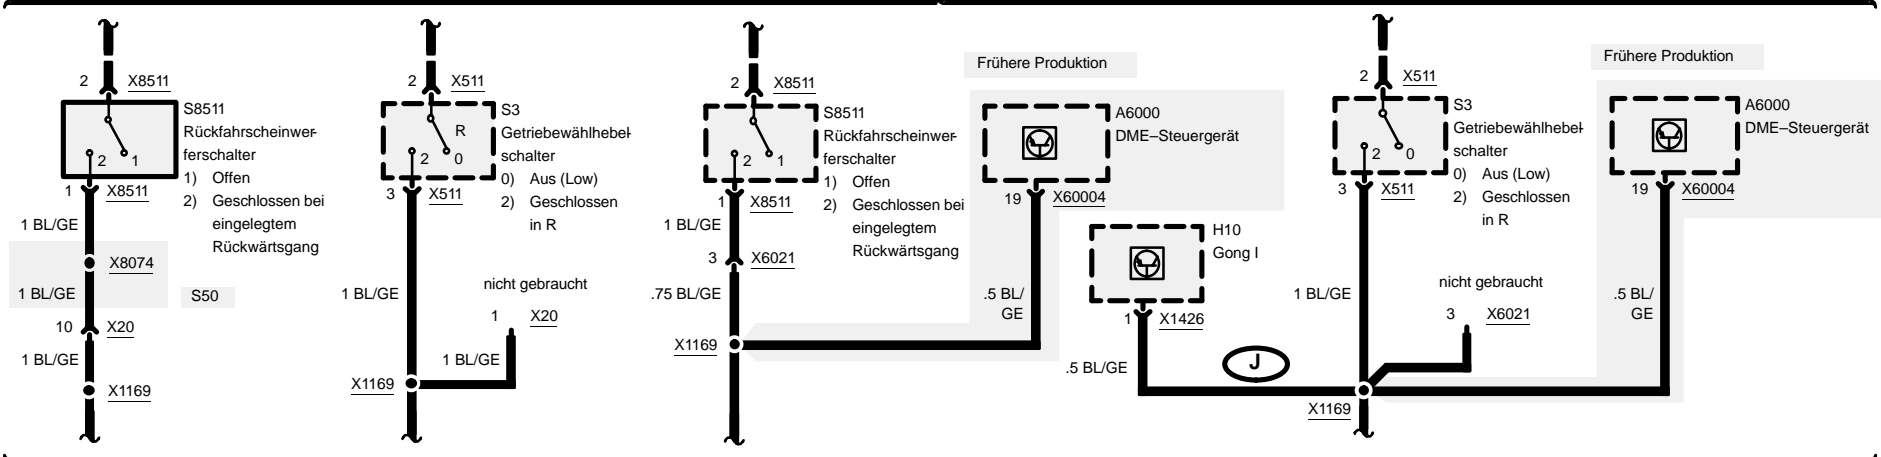 2 X8511
S8511
Rückfahrscheinwer-
ferschalter
1) Offen
2) Geschlossen bei
eingelegtem
Rückwärtsgang
2 1
1 X8511
1 BL/GE
X8074
1 BL/GE
S50
10 X20
1 BL/GE
X1169
2 X511
S3
Getriebewählhebel-
schalter
0) Aus (Low)
2) Geschlossen
in R
R
2 0
3 X511
1 BL/GE
nicht gebraucht
1 X20
1 BL/GE
X1169
2 X8511
S8511
Rückfahrscheinwer-
ferschalter
1) Offen
2) Geschlossen bei
eingelegtem
Rückwärtsgang
2 1
1 X8511
1 BL/GE
3 X6021
.75 BL/GE
X1169
Frühere Produktion
A6000
DME–Steuergerät
19 X60004
.5 BL/
GE
H10
Gong I
1 X1426
.5 BL/GE
J
2 X511
S3
Getriebewählhebel-
schalter
0) Aus (Low)
2) Geschlossen
in R
2 0
3 X511
1 BL/GE
nicht gebraucht
3 X6021
X1169
Frühere Produktion
A6000
DME–Steuergerät
19 X60004
.5 BL/
GE